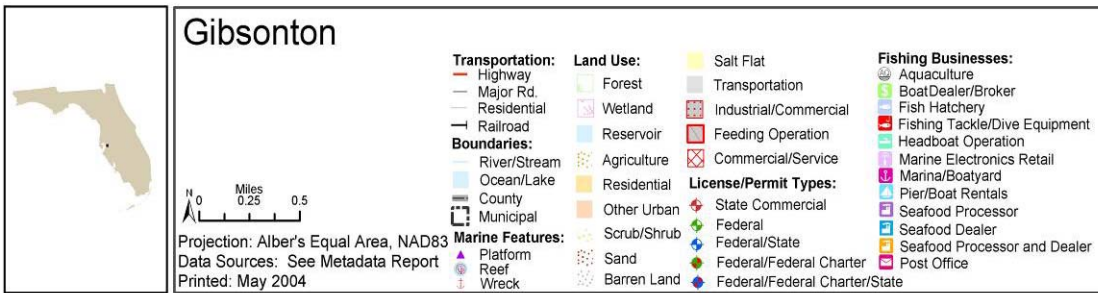 Gibsonton
Transportation:
Highway
Major Rd.
Residential
Railroad
Boundaries:
River/Stream
Ocean/Lake
County
Municipal
Marine Features:
Platform
Reef
Wreck
Land Use:
Forest
Wetland
Reservoir
Agriculture
Residential
Other Urban
Scrub/Shrub
Sand
Barren Land
Salt Flat
Transportation
Industrial/Commercial
Feeding Operation
Commercial/Service
License/Permit Types:
State Commercial
Federal
Federal/State
Federal/Federal Charter
Federal/Federal Charter/State
Fishing Businesses:
Aquaculture
BoatDealer/Broker
Fish Hatchery
Fishing Tackle/Dive Equipment
Headboat Operation
Marine Electronics Retail
Marina/Boatyard
Pier/Boat Rentals
Seafood Processor
Seafood Dealer
Seafood Processor and Dealer
Post Office
N
Miles
0 0.25 0.5
Projection: Alber's Equal Area, NAD83
Data Sources: See Metadata Report
Printed: May 2004